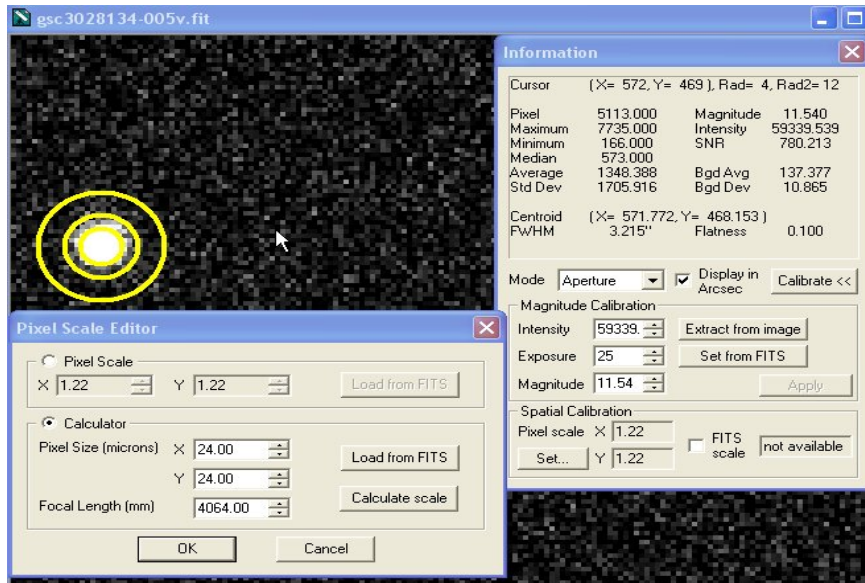 gsc3028134-005v.fit
Information
Cursor (X= 572, Y= 469 ), Rad= 4, Rad2= 12
Pixel 5113.000 Magnitude 11.540
Maximum 7735.000 Intensity 59339.539
Minimum 166.000 SNR 780.213
Median 573.000
Average 1348.388 Bgd Avg 137.377
Std Dev 1705.916 Bgd Dev 10.865
Centroid (X= 571.772, Y= 468.153 )
FWHM 3.215" Flatness 0.100
Mode Aperture Display in Arcsec Calibrate <<
Magnitude Calibration
Intensity 59339. Extract from image
Exposure 25 Set from FITS
Magnitude 11.54 Apply
Spatial Calibration
Pixel scale X 1.22 FITS scale not available
Set... Y 1.22
Pixel Scale Editor
Pixel Scale
X 1.22 Y 1.22 Load from FITS
Calculator
Pixel Size (microns) X 24.00 Load from FITS
Y 24.00
Focal Length (mm) 4064.00 Calculate scale
OK Cancel